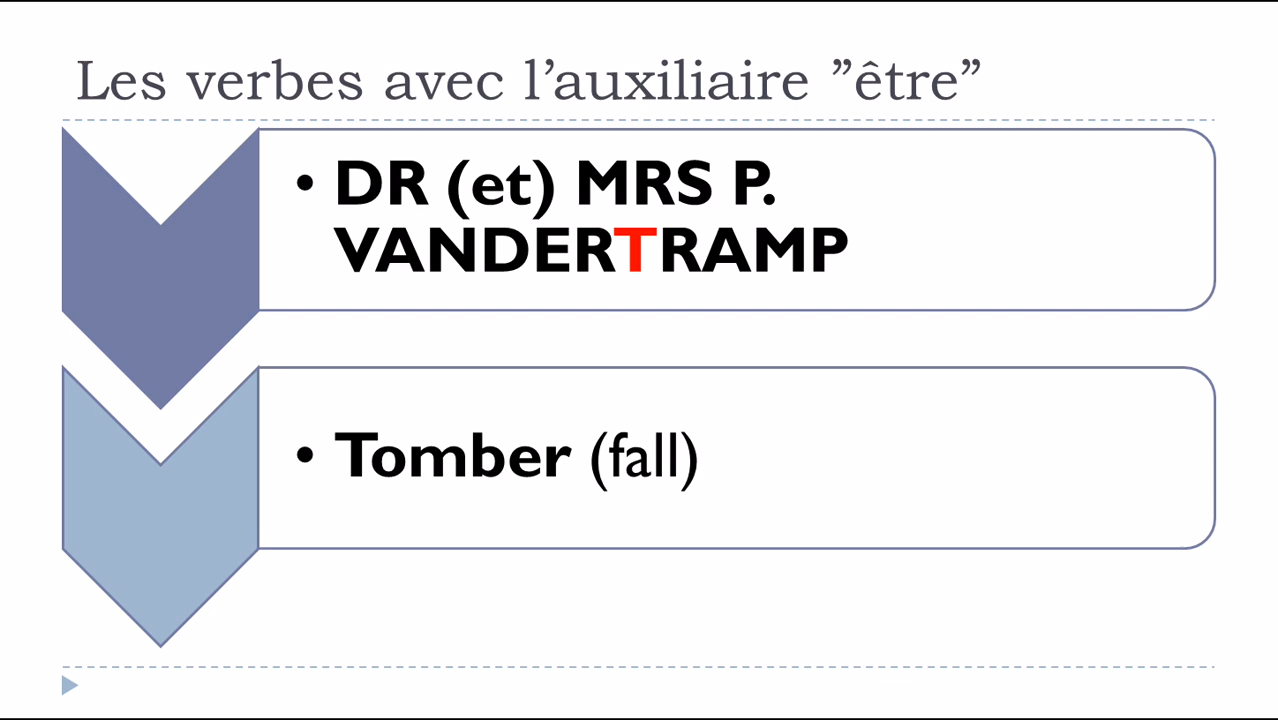 Les verbes avec l’auxiliaire ”être”
• DR (et) MRS P.
VANDERTRAMP
• Tomber (fall)